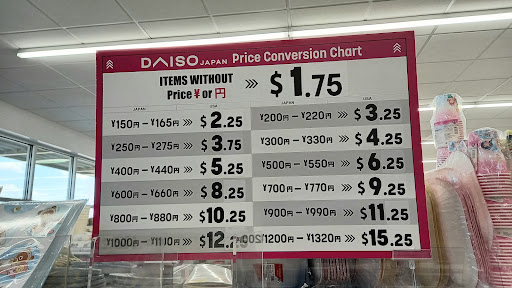 DAISO JAPAN Price Conversion Chart
ITEMS WITHOUT
Price ¥ or 円
>>> $1.75
JAPAN USA JAPAN USA
¥150円 – ¥165円 >>> $2.25 ¥200円 – ¥220円 >>> $3.25
¥250円 – ¥275円 >>> $3.75 ¥300円 – ¥330円 >>> $4.25
¥400円 – ¥440円 >>> $5.25 ¥500円 – ¥550円 >>> $6.25
¥600円 – ¥660円 >>> $8.25 ¥700円 – ¥770円 >>> $9.25
¥800円 – ¥880円 >>> $10.25 ¥900円 – ¥990円 >>> $11.25
¥1000円 – ¥1100円 >>> $12.2 ¥1200円 – ¥1320円 >>> $15.25